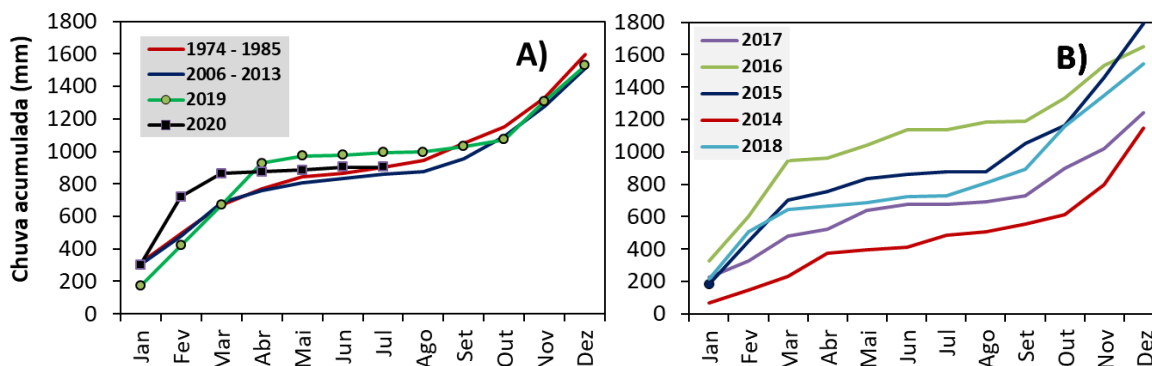 Chuva acumulada (mm)
1800
1600
1400
1200
1000
800
600
400
200
0
1974 - 1985
2006 - 2013
2019
2020
A)
Jan
Fev
Mar
Abr
Mai
Jun
Jul
Ago
Set
Out
Nov
Dez
1800
1600
1400
1200
1000
800
600
400
200
0
2017
2016
2015
2014
2018
B)
Jan
Fev
Mar
Abr
Mai
Jun
Jul
Ago
Set
Out
Nov
Dez